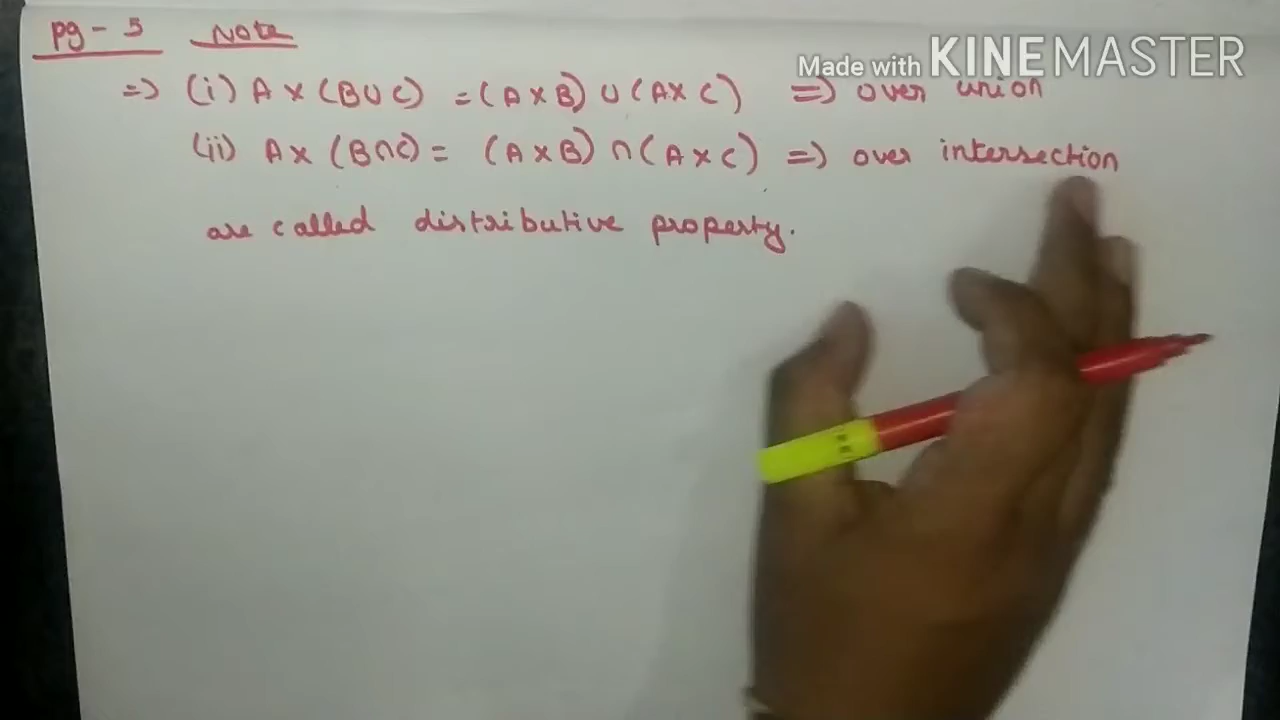 pg - 5 Note
Made with KINEMASTER
=> (i) A × (B∪C) = (A×B) ∪ (A×C) => over union
(ii) A× (B∩C) = (A×B) ∩ (A×C) => over intersection
are called distributive property.